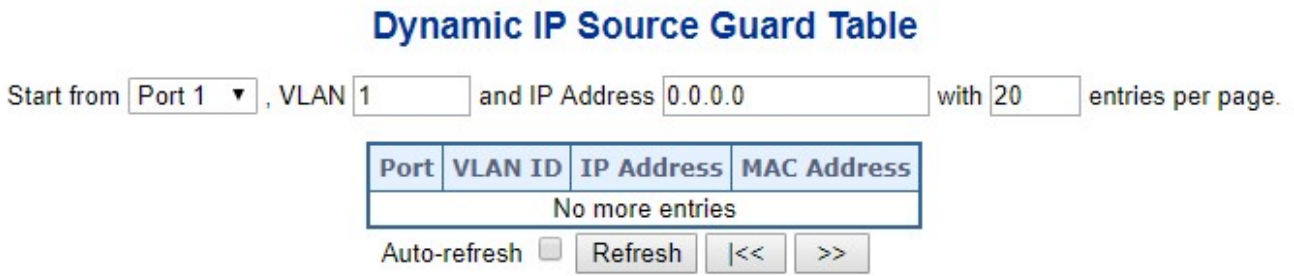 Dynamic IP Source Guard Table
Start from Port 1 , VLAN 1 and IP Address 0.0.0.0 with 20 entries per page.
Port VLAN ID IP Address MAC Address
No more entries
Auto-refresh Refresh |<< >>